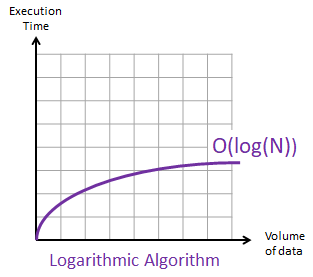 Execution
Time
O(log(N))
Volume
of data
Logarithmic Algorithm